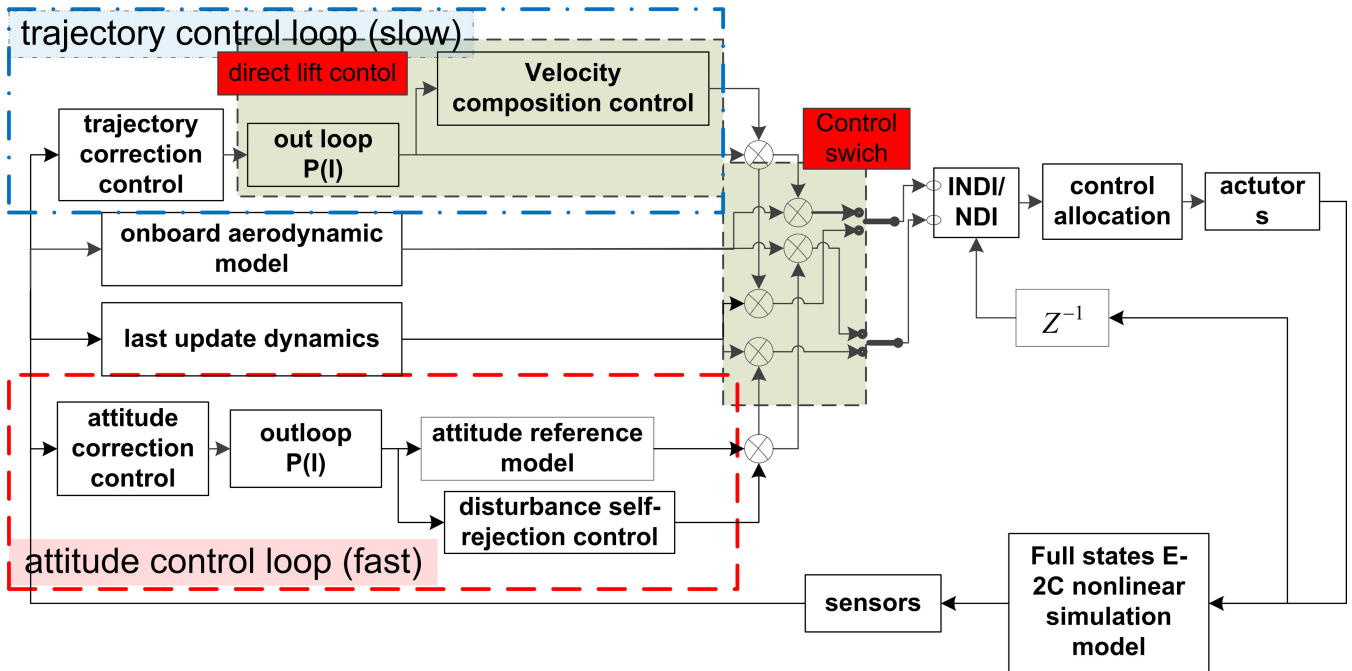 trajectory control loop (slow)
direct lift contol
Velocity
composition control
trajectory
correction
control
out loop
P(I)
Control
swich
INDI/
NDI
control
allocation
actutor
s
onboard aerodynamic
model
last update dynamics
Z⁻¹
attitude
correction
control
outloop
P(I)
attitude reference
model
disturbance self-
rejection control
attitude control loop (fast)
sensors
Full states E-
2C nonlinear
simulation
model